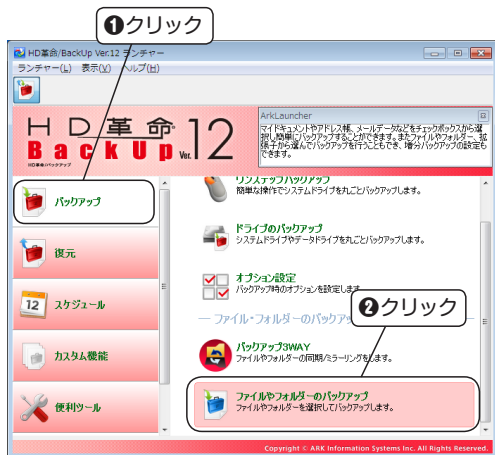 ❶クリック
HD革命/BackUp Ver.12 ランチャー
ランチャー(L) 表示(V) ヘルプ(H)
HD革命
BackUp Ver.12
HD革命/バックアップ
ArkLauncher
マイドキュメントやアドレス帳、メールデータなどをチェックボックスから選
択し簡単にバックアップすることができます。またファイルやフォルダー、拡
張子から選んでバックアップを行うこともでき、増分バックアップの設定も
できます。
バックアップ
復元
12 スケジュール
カスタム機能
便利ツール
ワンステップバックアップ
簡単な操作でシステムドライブを丸ごとバックアップします。
ドライブのバックアップ
システムドライブやデータドライブを丸ごとバックアップします。
オプション設定
バックアップ時のオプションを設定します
❷クリック
ファイル・フォルダーのバックアッ
バックアップ3WAY
ファイルやフォルダーの同期/ミラーリングをします。
ファイルやフォルダーのバックアップ
ファイルやフォルダーを選択してバックアップします。
Copyright © ARK Information Systems Inc. All Rights Reserved.